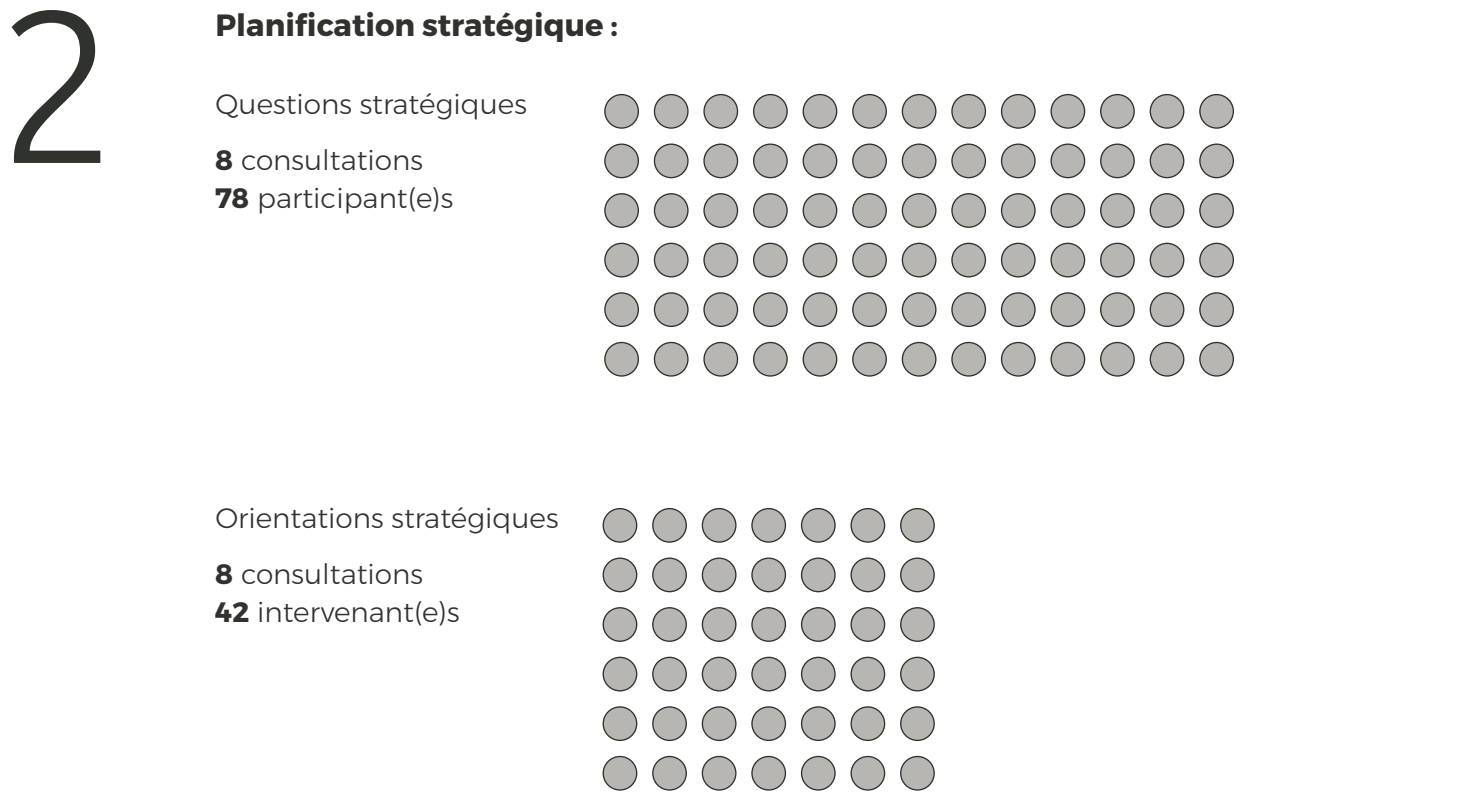 2
Planification stratégique :
Questions stratégiques
8 consultations
78 participant(e)s
Orientations stratégiques
8 consultations
42 intervenant(e)s